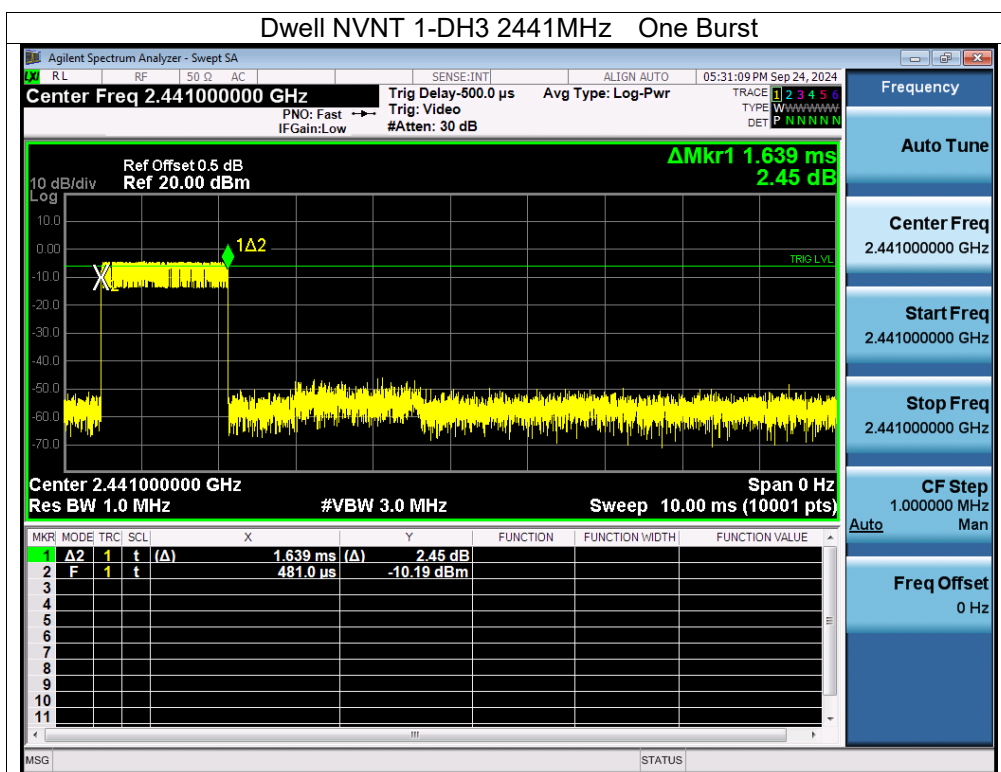 Dwell NVNT 1-DH3 2441MHz One Burst
Agilent Spectrum Analyzer - Swept SA
LXI RL RF 50 Ω AC SENSE:INT ALIGN AUTO 05:31:09 PM Sep 24, 2024
Center Freq 2.441000000 GHz Trig Delay-500.0 µs Avg Type: Log-Pwr TRACE 1 2 3 4 5 6
PNO: Fast Trig: Video TYPE WWWWWWW
IFGain:Low #Atten: 30 dB DET P NNNNN
Frequency
Auto Tune
Center Freq
2.441000000 GHz
Start Freq
2.441000000 GHz
Stop Freq
2.441000000 GHz
CF Step
1.000000 MHz
Auto Man
Freq Offset
0 Hz
ΔMkr1 1.639 ms
2.45 dB
Ref Offset 0.5 dB
10 dB/div Ref 20.00 dBm
Log
10.0
0.00
-10.0
-20.0
-30.0
-40.0
-50.0
-60.0
-70.0
1Δ2
TRIG LVL
2
Center 2.441000000 GHz Span 0 Hz
Res BW 1.0 MHz #VBW 3.0 MHz Sweep 10.00 ms (10001 pts)
MKR MODE TRC SCL X Y FUNCTION FUNCTION WIDTH FUNCTION VALUE
1 Δ2 1 t (Δ) 1.639 ms (Δ) 2.45 dB
2 F 1 t 481.0 µs -10.19 dBm
3
4
5
6
7
8
9
10
11
MSG STATUS